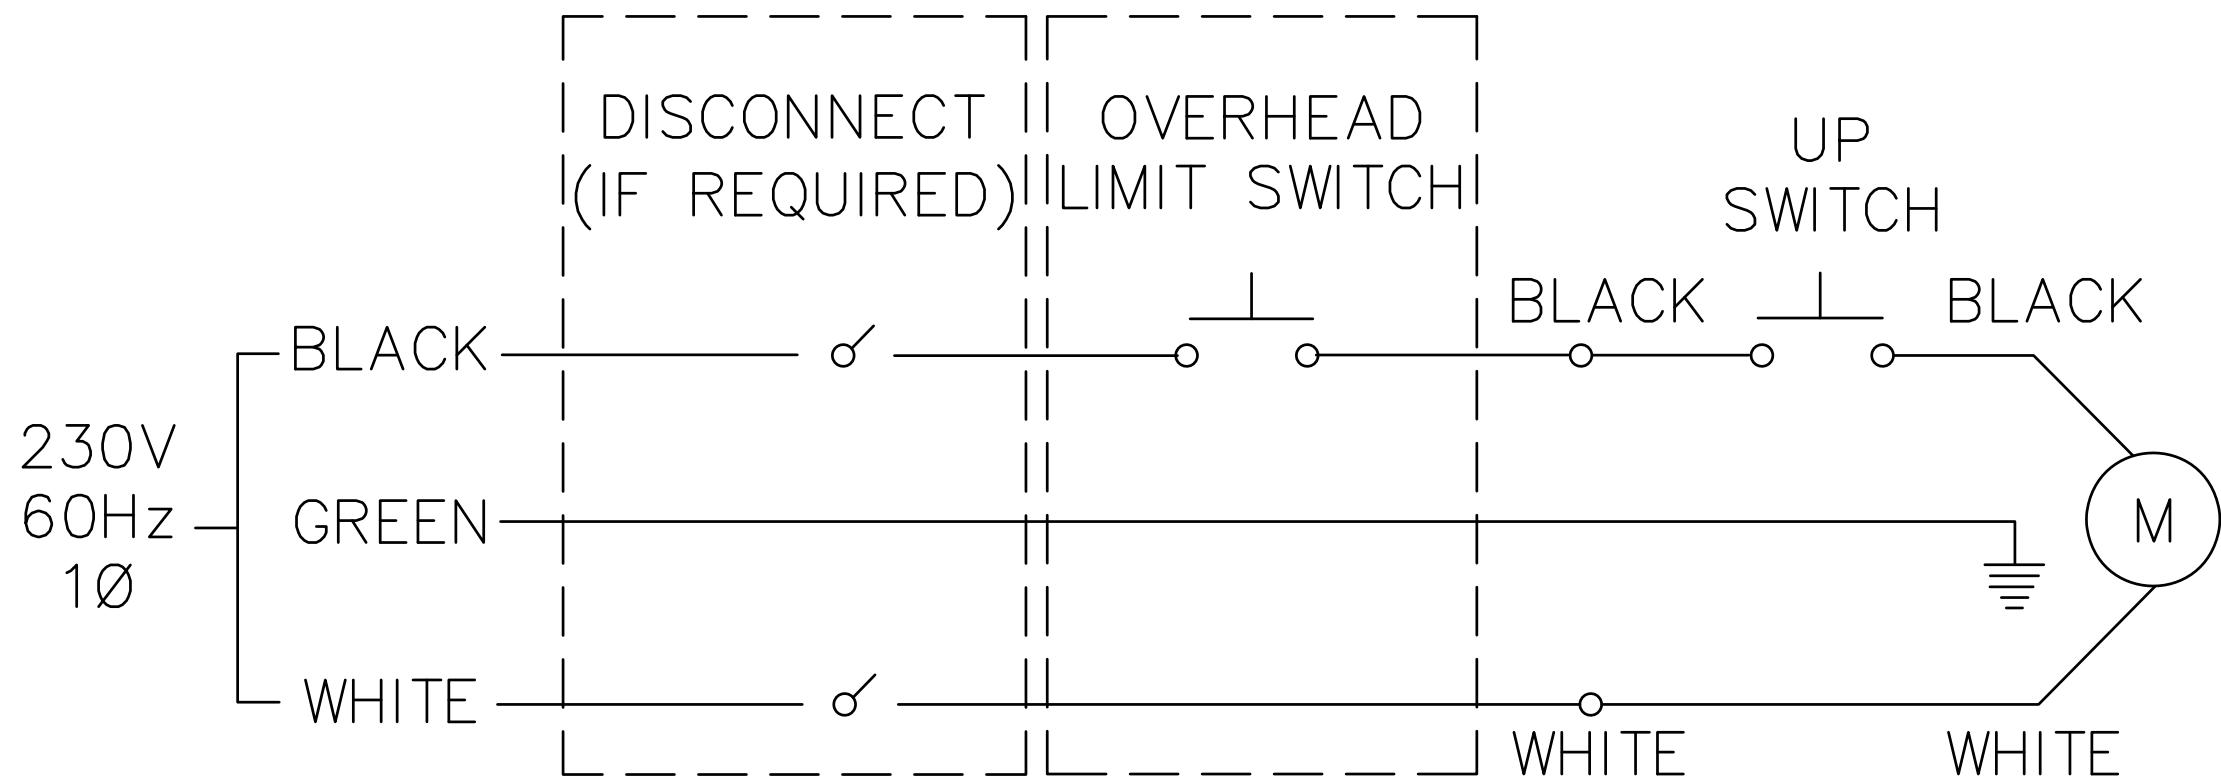 DISCONNECT
(IF REQUIRED)
OVERHEAD
LIMIT SWITCH
UP
SWITCH
BLACK
BLACK
BLACK
230V
60Hz
1Ø
GREEN
M
WHITE
WHITE
WHITE